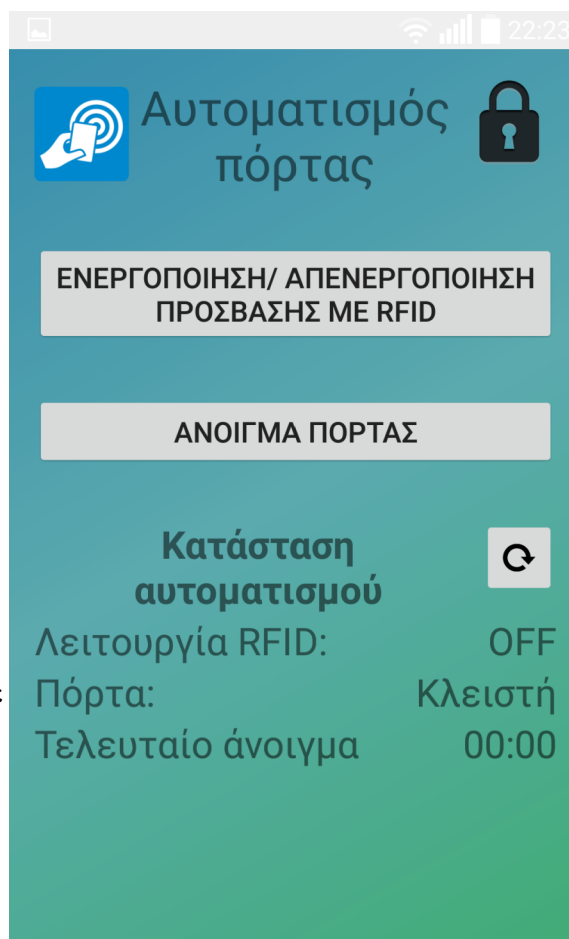 22:23
Αυτοματισμός
πόρτας
ΕΝΕΡΓΟΠΟΙΗΣΗ/ ΑΠΕΝΕΡΓΟΠΟΙΗΣΗ
ΠΡΟΣΒΑΣΗΣ ΜΕ RFID
ΑΝΟΙΓΜΑ ΠΟΡΤΑΣ
Κατάσταση
αυτοματισμού
Λειτουργία RFID: OFF
Πόρτα: Κλειστή
Τελευταίο άνοιγμα 00:00